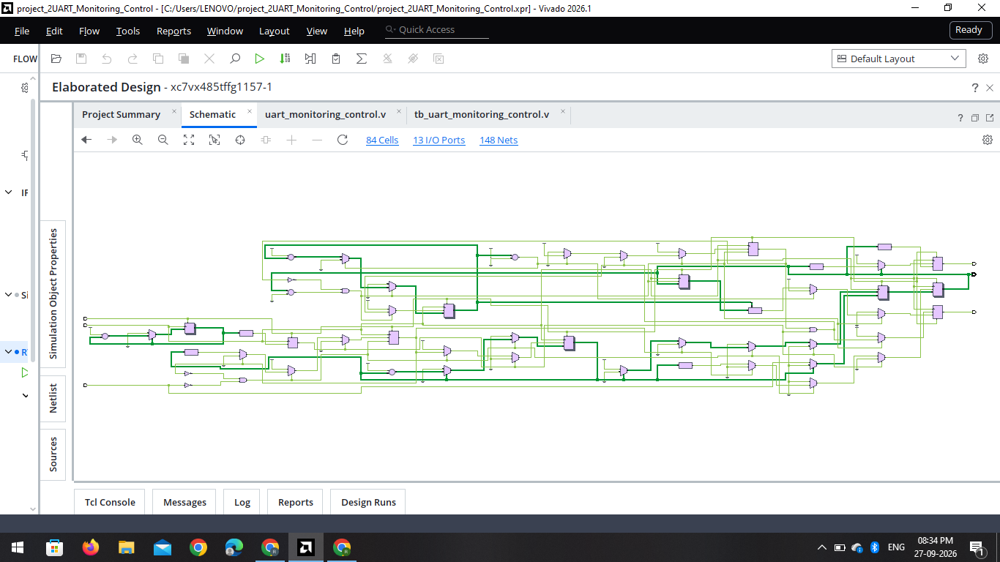 project_2UART_Monitoring_Control - [C:/Users/LENOVO/project_2UART_Monitoring_Control/project_2UART_Monitoring_Control.xpr] - Vivado 2026.1
File Edit Flow Tools Reports Window Layout View Help Quick Access Ready
FLOW Default Layout
Elaborated Design - xc7vx485tffg1157-1
Project Summary Schematic uart_monitoring_control.v tb_uart_monitoring_control.v
84 Cells 13 I/O Ports 148 Nets
Simulation Object Properties
Netlist
Sources
Tcl Console Messages Log Reports Design Runs
ENG
08:34 PM
27-09-2026
1